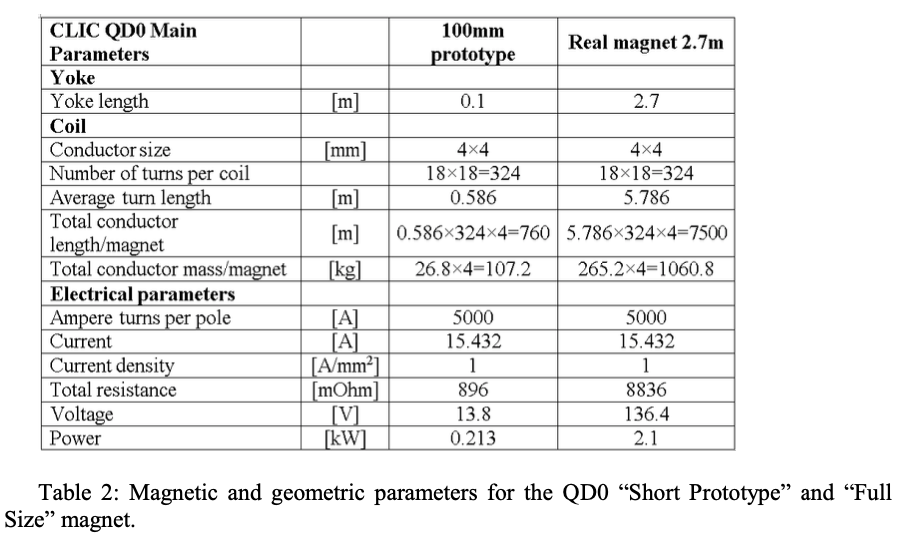 CLIC QD0 Main Parameters 100mm prototype Real magnet 2.7m
Yoke
Yoke length [m] 0.1 2.7
Coil
Conductor size [mm] 4×4 4×4
Number of turns per coil 18×18=324 18×18=324
Average turn length [m] 0.586 5.786
Total conductor length/magnet [m] 0.586×324×4=760 5.786×324×4=7500
Total conductor mass/magnet [kg] 26.8×4=107.2 265.2×4=1060.8
Electrical parameters
Ampere turns per pole [A] 5000 5000
Current [A] 15.432 15.432
Current density [A/mm²] 1 1
Total resistance [mOhm] 896 8836
Voltage [V] 13.8 136.4
Power [kW] 0.213 2.1
Table 2: Magnetic and geometric parameters for the QD0 “Short Prototype” and “Full
Size” magnet.